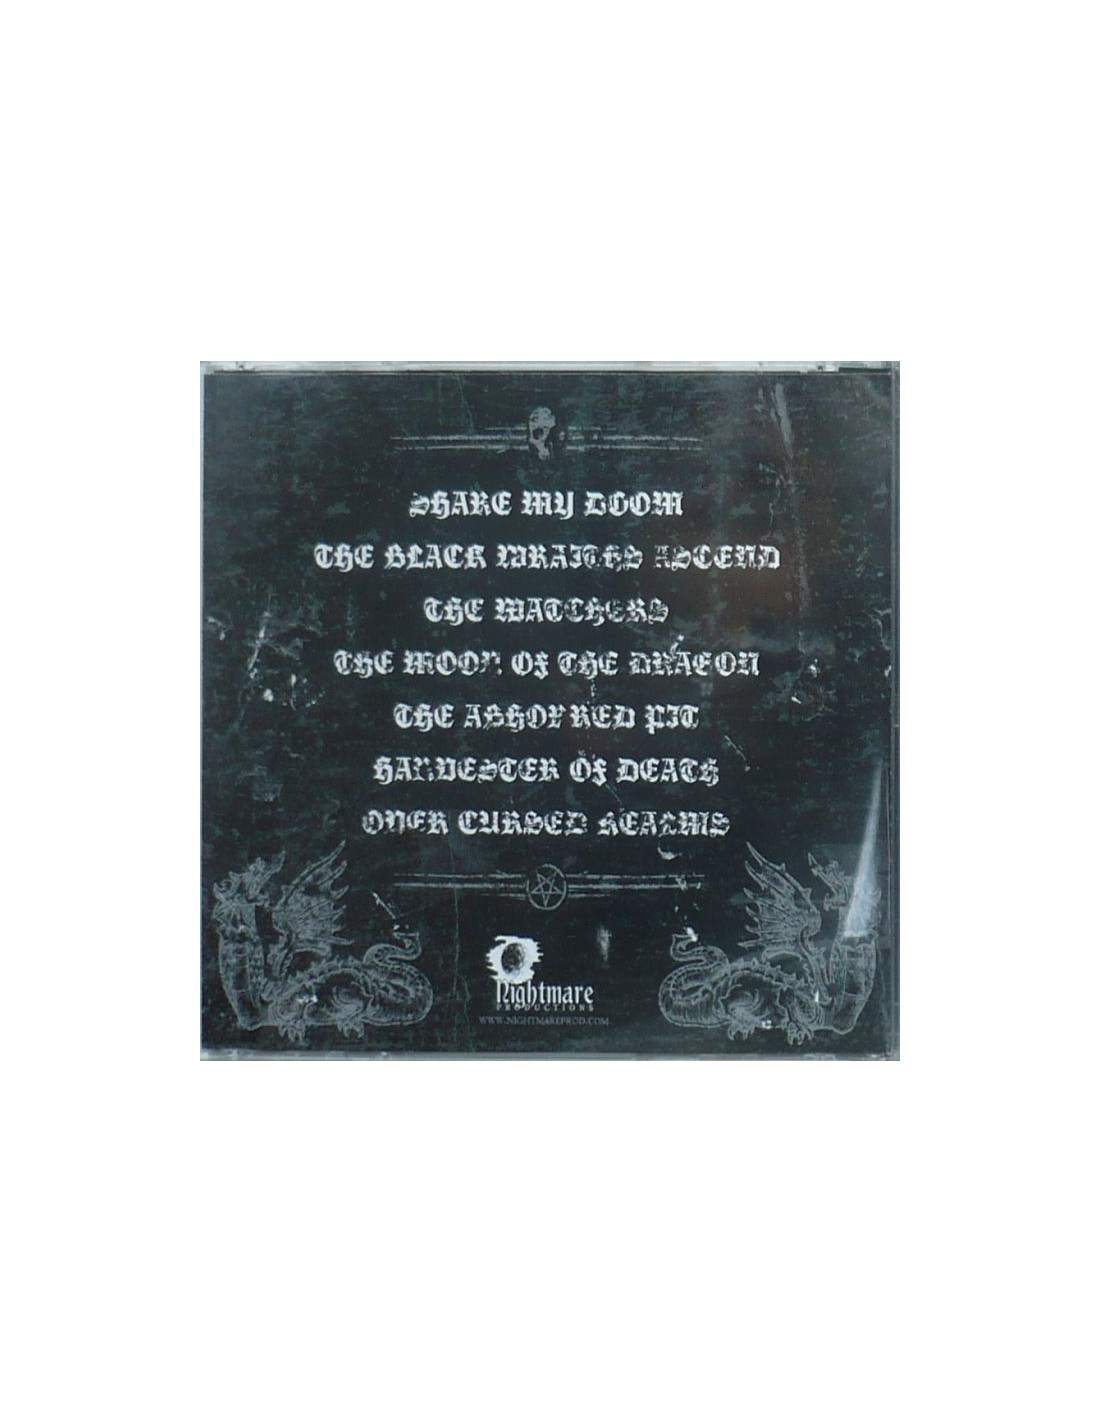 SHARE MY DOOM
THE BLACK WRAITHS ASCEND
THE WATCHERS
THE MOON OF THE DRAGON
THE ABHORRED PIT
HARVESTER OF DEATH
OVER CURSED REALMS
Nightmare
PRODUCTIONS
WWW.NIGHTMAREPROD.COM